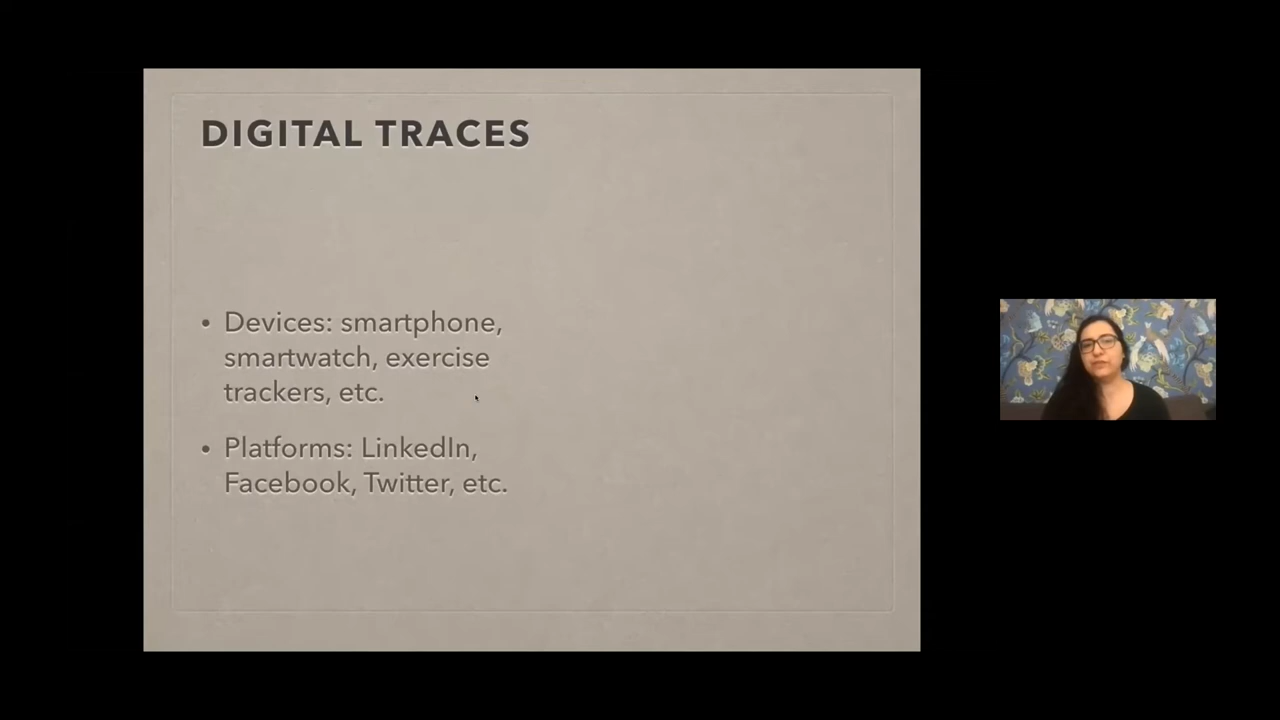 DIGITAL TRACES
• Devices: smartphone,
smartwatch, exercise
trackers, etc.
• Platforms: LinkedIn,
Facebook, Twitter, etc.